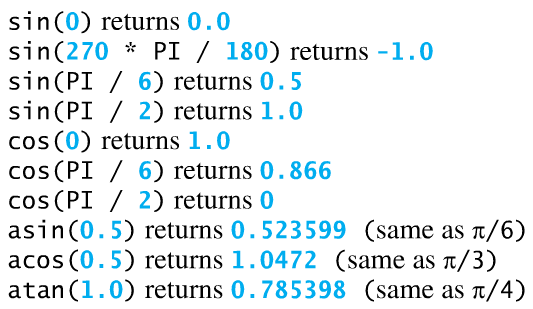 sin(0) returns 0.0
sin(270 * PI / 180) returns -1.0
sin(PI / 6) returns 0.5
sin(PI / 2) returns 1.0
cos(0) returns 1.0
cos(PI / 6) returns 0.866
cos(PI / 2) returns 0
asin(0.5) returns 0.523599 (same as π/6)
acos(0.5) returns 1.0472 (same as π/3)
atan(1.0) returns 0.785398 (same as π/4)